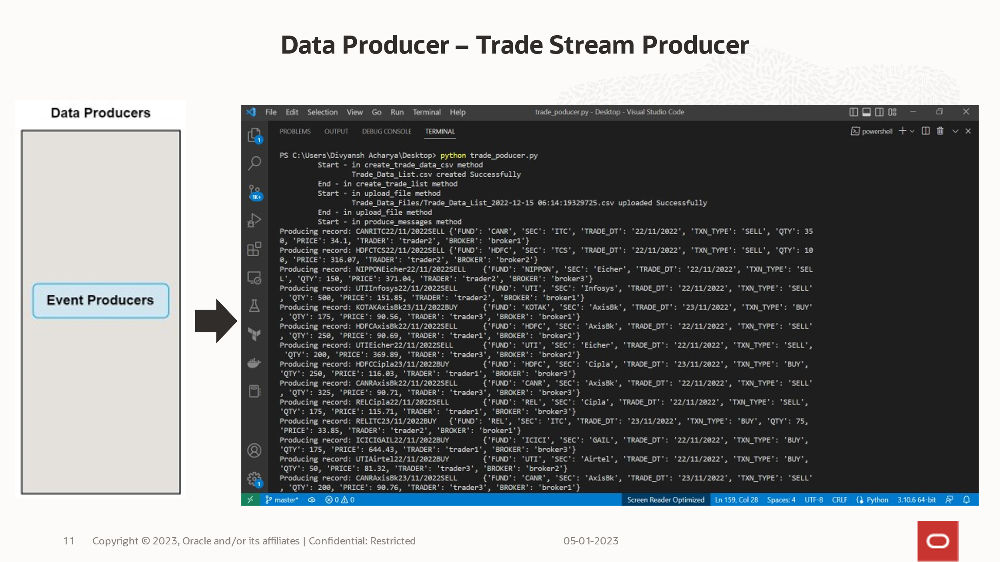 Data Producer – Trade Stream Producer
Data Producers
Event Producers
File Edit Selection View Go Run Terminal Help
trade_poducer.py - Desktop - Visual Studio Code
PROBLEMS OUTPUT DEBUG CONSOLE TERMINAL
powershell
1
1K+
1
PS C:\Users\Divyansh Acharya\Desktop> python trade_poducer.py
Start - in create_trade_data_csv method
Trade_Data_List.csv created Successfully
End - in create_trade_list method
Start - in upload_file method
Trade_Data_Files/Trade_Data_List_2022-12-15 06:14:19329725.csv uploaded Successfully
End - in upload_file method
Start - in produce_messages method
Producing record: CANRITC22/11/2022SELL {'FUND': 'CANR', 'SEC': 'ITC', 'TRADE_DT': '22/11/2022', 'TXN_TYPE': 'SELL', 'QTY': 35
0, 'PRICE': 34.1, 'TRADER': 'trader2', 'BROKER': 'broker1'}
Producing record: HDFCTCS22/11/2022SELL {'FUND': 'HDFC', 'SEC': 'TCS', 'TRADE_DT': '22/11/2022', 'TXN_TYPE': 'SELL', 'QTY': 10
0, 'PRICE': 316.07, 'TRADER': 'trader2', 'BROKER': 'broker2'}
Producing record: NIPPONEicher22/11/2022SELL {'FUND': 'NIPPON', 'SEC': 'Eicher', 'TRADE_DT': '22/11/2022', 'TXN_TYPE': 'SEL
L', 'QTY': 150, 'PRICE': 371.04, 'TRADER': 'trader2', 'BROKER': 'broker3'}
Producing record: UTIInfosys22/11/2022SELL {'FUND': 'UTI', 'SEC': 'Infosys', 'TRADE_DT': '22/11/2022', 'TXN_TYPE': 'SELL'
, 'QTY': 500, 'PRICE': 151.85, 'TRADER': 'trader2', 'BROKER': 'broker1'}
Producing record: KOTAKAxisBk23/11/2022BUY {'FUND': 'KOTAK', 'SEC': 'AxisBk', 'TRADE_DT': '23/11/2022', 'TXN_TYPE': 'BUY'
, 'QTY': 175, 'PRICE': 90.56, 'TRADER': 'trader3', 'BROKER': 'broker1'}
Producing record: HDFCAxisBk22/11/2022SELL {'FUND': 'HDFC', 'SEC': 'AxisBk', 'TRADE_DT': '22/11/2022', 'TXN_TYPE': 'SELL'
, 'QTY': 250, 'PRICE': 90.69, 'TRADER': 'trader1', 'BROKER': 'broker2'}
Producing record: UTIEicher22/11/2022SELL {'FUND': 'UTI', 'SEC': 'Eicher', 'TRADE_DT': '22/11/2022', 'TXN_TYPE': 'SELL',
'QTY': 200, 'PRICE': 369.89, 'TRADER': 'trader3', 'BROKER': 'broker2'}
Producing record: HDFCCipla23/11/2022BUY {'FUND': 'HDFC', 'SEC': 'Cipla', 'TRADE_DT': '23/11/2022', 'TXN_TYPE': 'BUY',
'QTY': 250, 'PRICE': 116.03, 'TRADER': 'trader1', 'BROKER': 'broker3'}
Producing record: CANRAxisBk22/11/2022SELL {'FUND': 'CANR', 'SEC': 'AxisBk', 'TRADE_DT': '22/11/2022', 'TXN_TYPE': 'SELL'
, 'QTY': 325, 'PRICE': 90.71, 'TRADER': 'trader3', 'BROKER': 'broker3'}
Producing record: RELCipla22/11/2022SELL {'FUND': 'REL', 'SEC': 'Cipla', 'TRADE_DT': '22/11/2022', 'TXN_TYPE': 'SELL',
'QTY': 175, 'PRICE': 115.71, 'TRADER': 'trader1', 'BROKER': 'broker3'}
Producing record: RELITC23/11/2022BUY {'FUND': 'REL', 'SEC': 'ITC', 'TRADE_DT': '23/11/2022', 'TXN_TYPE': 'BUY', 'QTY': 75,
'PRICE': 33.85, 'TRADER': 'trader2', 'BROKER': 'broker1'}
Producing record: ICICIGAIL22/11/2022BUY {'FUND': 'ICICI', 'SEC': 'GAIL', 'TRADE_DT': '22/11/2022', 'TXN_TYPE': 'BUY',
'QTY': 175, 'PRICE': 644.43, 'TRADER': 'trader1', 'BROKER': 'broker3'}
Producing record: UTIAirtel22/11/2022BUY {'FUND': 'UTI', 'SEC': 'Airtel', 'TRADE_DT': '22/11/2022', 'TXN_TYPE': 'BUY',
'QTY': 50, 'PRICE': 81.32, 'TRADER': 'trader3', 'BROKER': 'broker2'}
Producing record: CANRAxisBk23/11/2022SELL {'FUND': 'CANR', 'SEC': 'AxisBk', 'TRADE_DT': '23/11/2022', 'TXN_TYPE': 'SELL'
, 'QTY': 200, 'PRICE': 90.76, 'TRADER': 'trader3', 'BROKER': 'broker1'}
master* 0 0 Screen Reader Optimized Ln 159, Col 28 Spaces: 4 UTF-8 CRLF Python 3.10.6 64-bit
11 Copyright © 2023, Oracle and/or its affiliates | Confidential: Restricted 05-01-2023